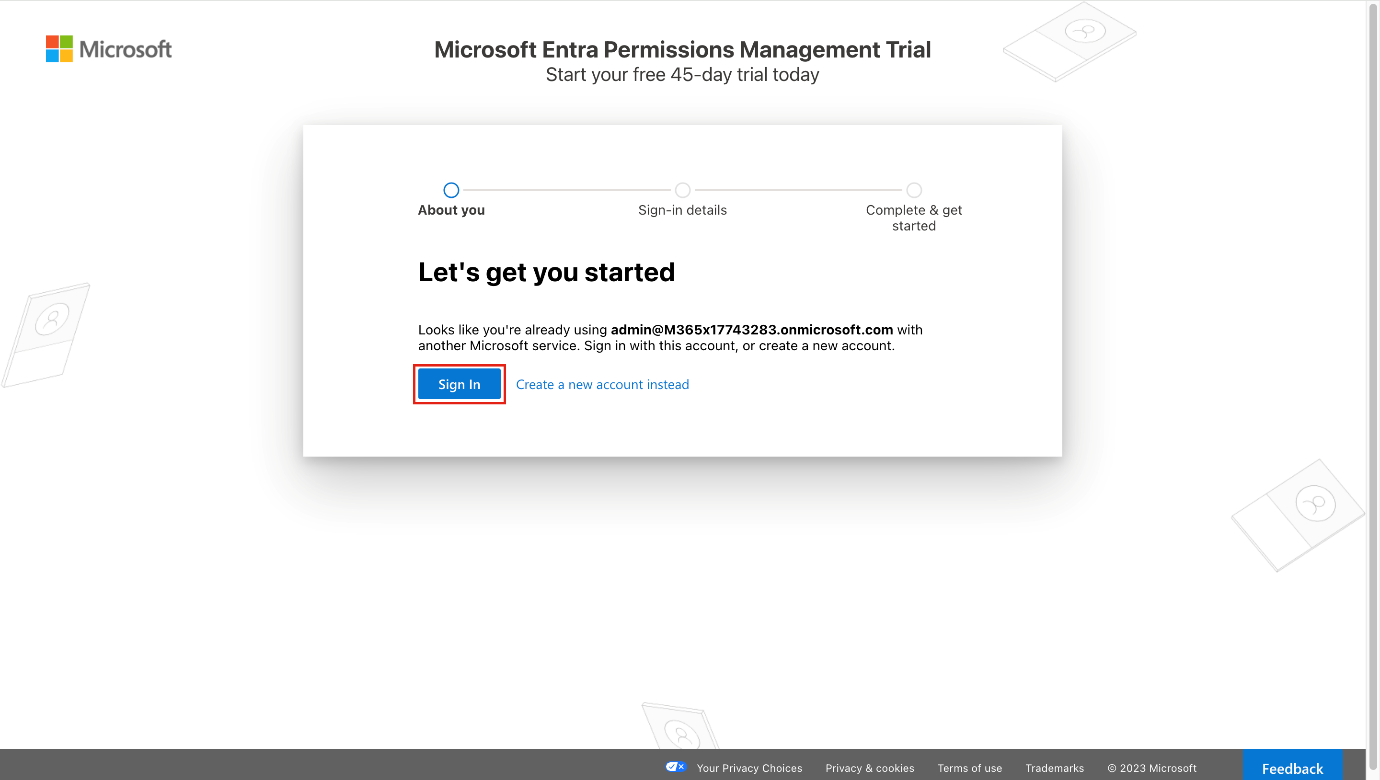 Microsoft
Microsoft Entra Permissions Management Trial
Start your free 45-day trial today
About you
Sign-in details
Complete & get
started
Let's get you started
Looks like you're already using admin@M365x17743283.onmicrosoft.com with
another Microsoft service. Sign in with this account, or create a new account.
Sign In
Create a new account instead
Your Privacy Choices
Privacy & cookies
Terms of use
Trademarks
© 2023 Microsoft
Feedback